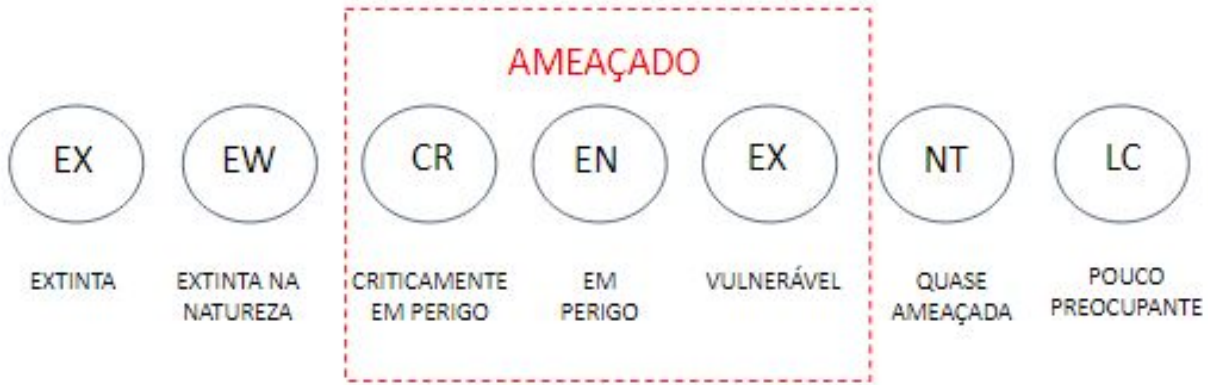 AMEAÇADO
EX
EW
CR
EN
EX
NT
LC
EXTINTA
EXTINTA NA
NATUREZA
CRITICAMENTE
EM PERIGO
EM
PERIGO
VULNERÁVEL
QUASE
AMEAÇADA
POUCO
PREOCUPANTE